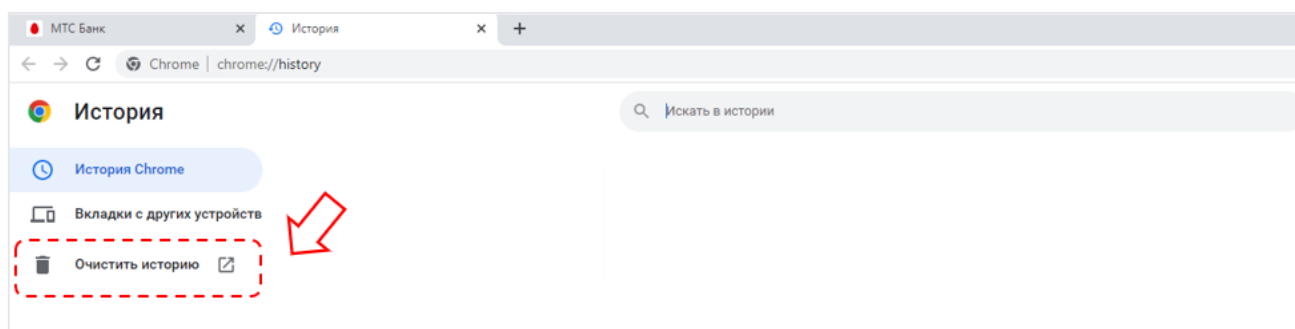 МТС Банк
История
Chrome | chrome://history
История
Искать в истории
История Chrome
Вкладки с других устройств
Очистить историю